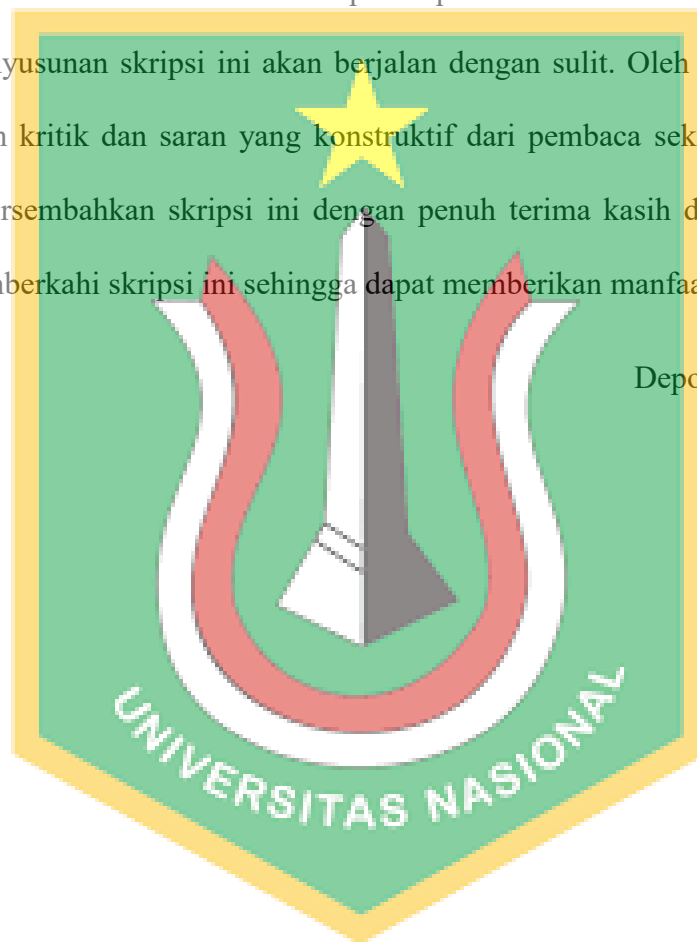 yusunan skripsi ini akan berjalan dengan sulit. Oleh
kritik dan saran yang konstruktif dari pembaca sek
rsembahkan skripsi ini dengan penuh terima kasih d
berkahi skripsi ini sehingga dapat memberikan manfaa
Depo
UNIVERSITAS NASIONAL